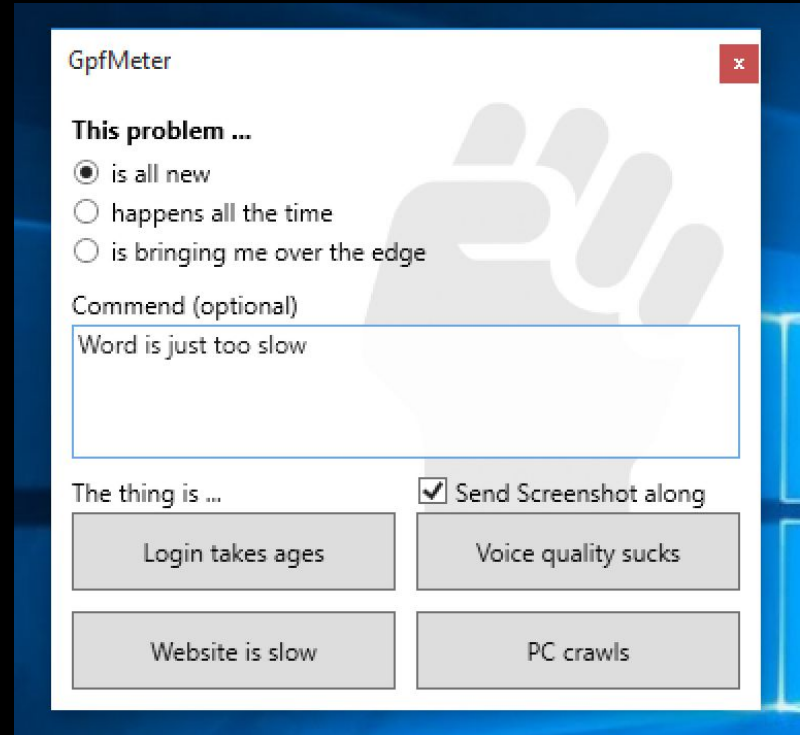 GpfMeter
x
This problem ...
is all new
happens all the time
is bringing me over the edge
Commend (optional)
Word is just too slow
The thing is ...
Send Screenshot along
Login takes ages
Voice quality sucks
Website is slow
PC crawls